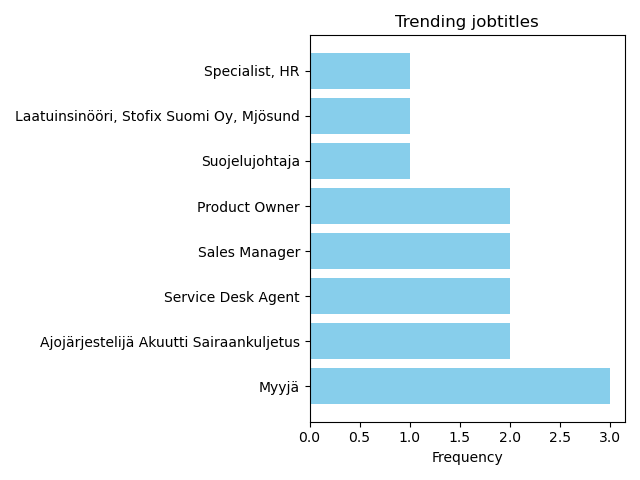 Trending jobtitles
Specialist, HR
Laatuinsinööri, Stofix Suomi Oy, Mjösund
Suojelujohtaja
Product Owner
Sales Manager
Service Desk Agent
Ajojärjestelijä Akuutti Sairaankuljetus
Myyjä
0.0 0.5 1.0 1.5 2.0 2.5 3.0
Frequency